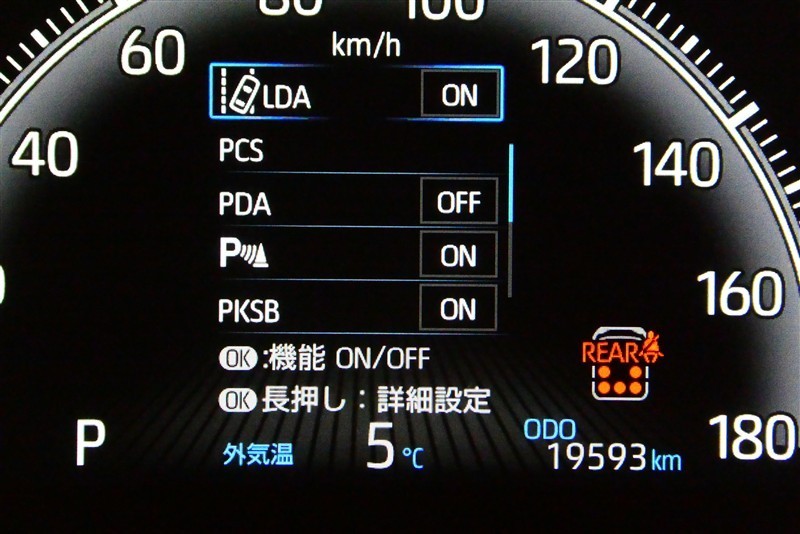 80 100
60 km/h 120
LDA ON
40 PCS 140
PDA OFF
P ON
160
PKSB ON
REAR
OK:機能 ON/OFF
OK長押し:詳細設定
P 外気温 5℃ ODO 19593km 180